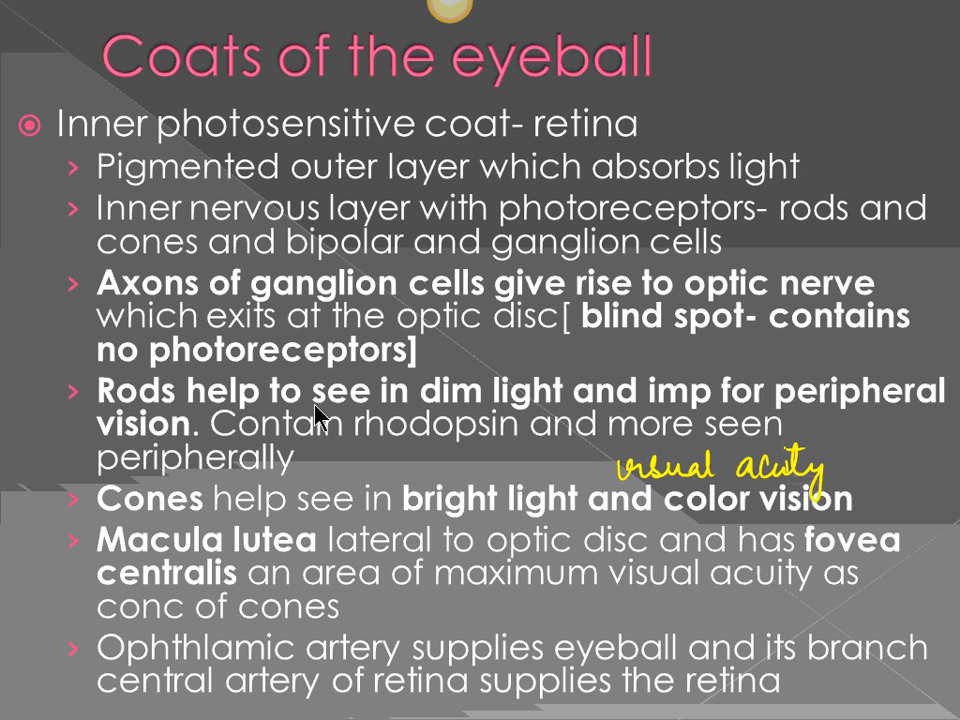 Coats of the eyeball
Inner photosensitive coat- retina
› Pigmented outer layer which absorbs light
› Inner nervous layer with photoreceptors- rods and
cones and bipolar and ganglion cells
› Axons of ganglion cells give rise to optic nerve
which exits at the optic disc[ blind spot- contains
no photoreceptors]
› Rods help to see in dim light and imp for peripheral
vision. Contain rhodopsin and more seen
peripherally
visual acuity
› Cones help see in bright light and color vision
› Macula lutea lateral to optic disc and has fovea
centralis an area of maximum visual acuity as
conc of cones
› Ophthlamic artery supplies eyeball and its branch
central artery of retina supplies the retina